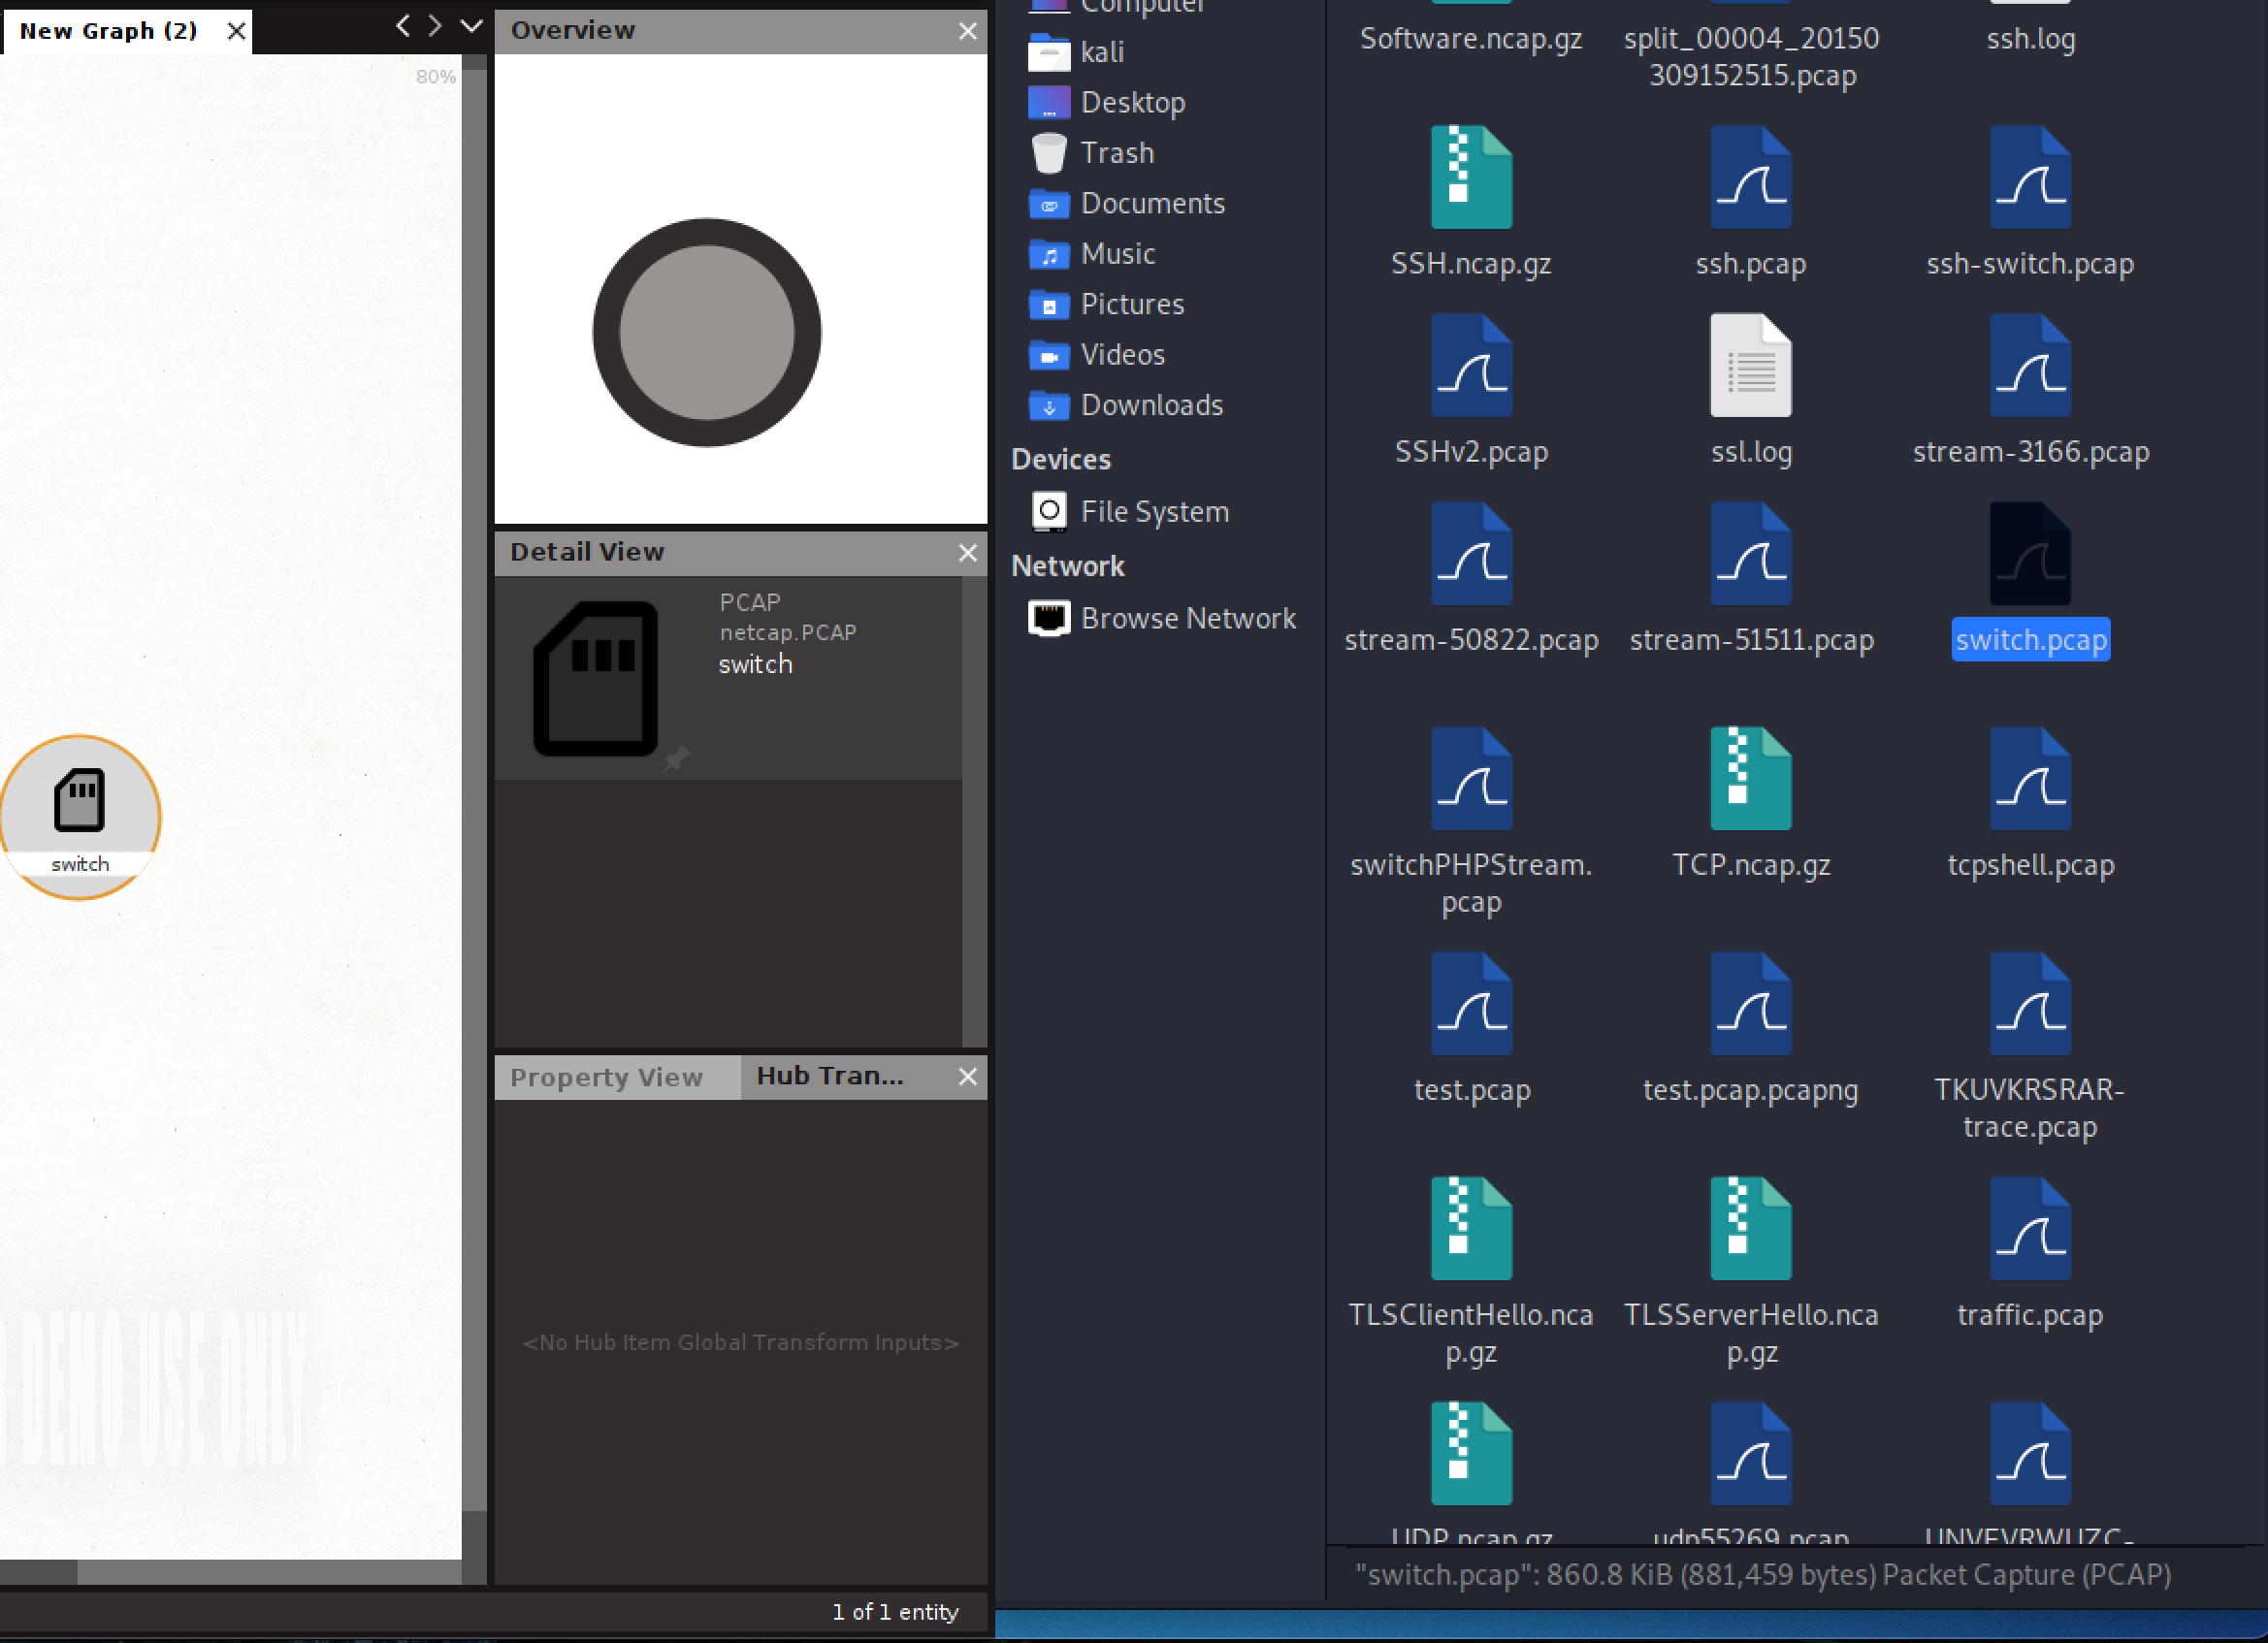 New Graph (2)
80%
switch
DEMO USE ONLY
Overview
Detail View
PCAP
netcap.PCAP
switch
Property View
Hub Tran...
<No Hub Item Global Transform Inputs>
1 of 1 entity
Computer
kali
Desktop
Trash
Documents
Music
Pictures
Videos
Downloads
Devices
File System
Network
Browse Network
Software.ncap.gz
split_00004_20150
309152515.pcap
ssh.log
SSH.ncap.gz
ssh.pcap
ssh-switch.pcap
SSHv2.pcap
ssl.log
stream-3166.pcap
stream-50822.pcap
stream-51511.pcap
switch.pcap
switchPHPStream.
pcap
TCP.ncap.gz
tcpshell.pcap
test.pcap
test.pcap.pcapng
TKUVKRSRAR-
trace.pcap
TLSClientHello.nca
p.gz
TLSServerHello.nca
p.gz
traffic.pcap
UDP.ncap.gz
udp55269.pcap
UNVEVRWUZC-
"switch.pcap": 860.8 KiB (881,459 bytes) Packet Capture (PCAP)